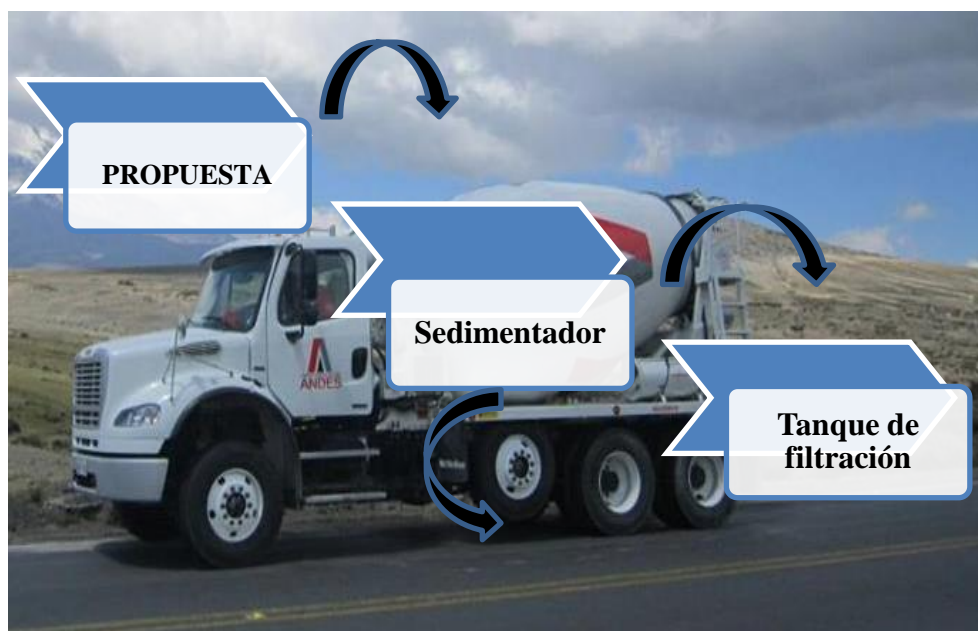 PROPUESTA
Sedimentador
ANDES
Tanque de
filtración